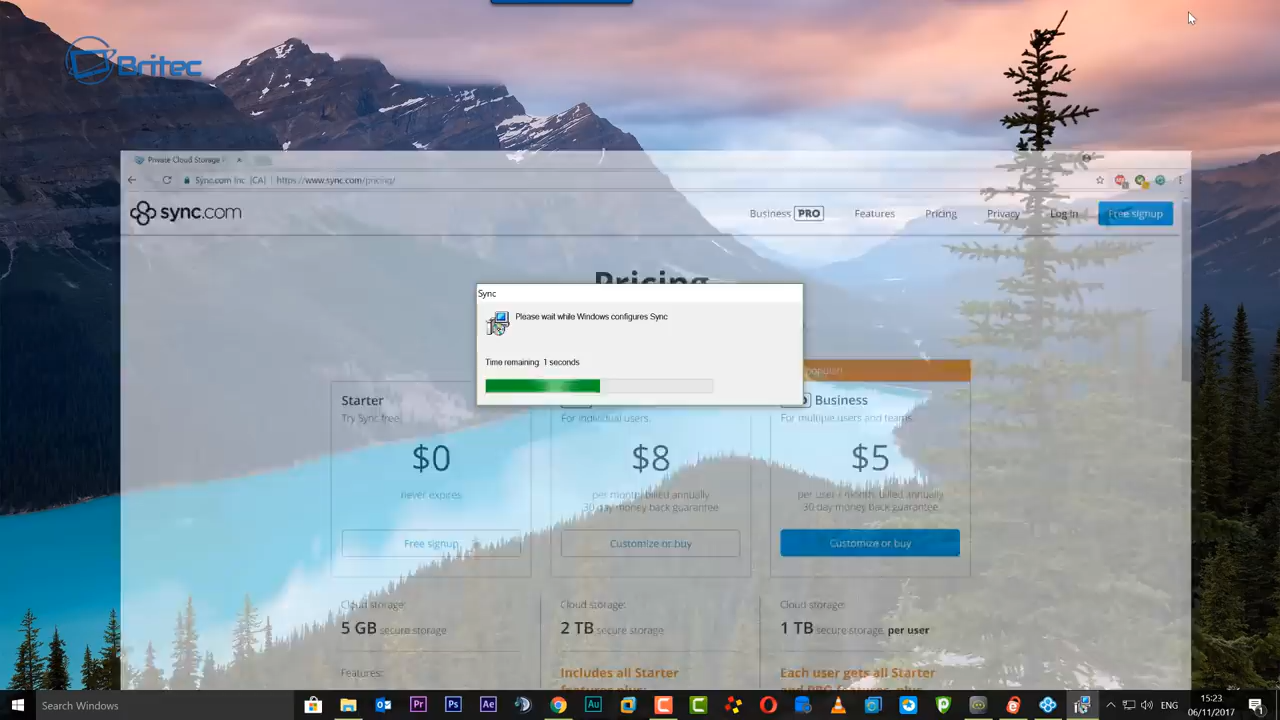 Britec
Private Cloud Storage
Sync.com Inc [CA]
https://www.sync.com/pricing/
sync.com
Business PRO
Features
Pricing
Privacy
Log in
Free signup
Pricing
Sync
Please wait while Windows configures Sync
Time remaining 1 seconds
popular
Starter
Try Sync free.
$0
never expires
Free signup
For individual users.
$8
per month, billed annually
30 day money back guarantee
Customize or buy
Business
For multiple users and teams.
$5
per user / month, billed annually
30 day money back guarantee
Customize or buy
Cloud storage:
5 GB secure storage
Features:
Cloud storage:
2 TB secure storage
Includes all Starter
Cloud storage:
1 TB secure storage, per user
Each user gets all Starter
Search Windows
Pr
Ps
Ae
Au
ENG
15:23
06/11/2017